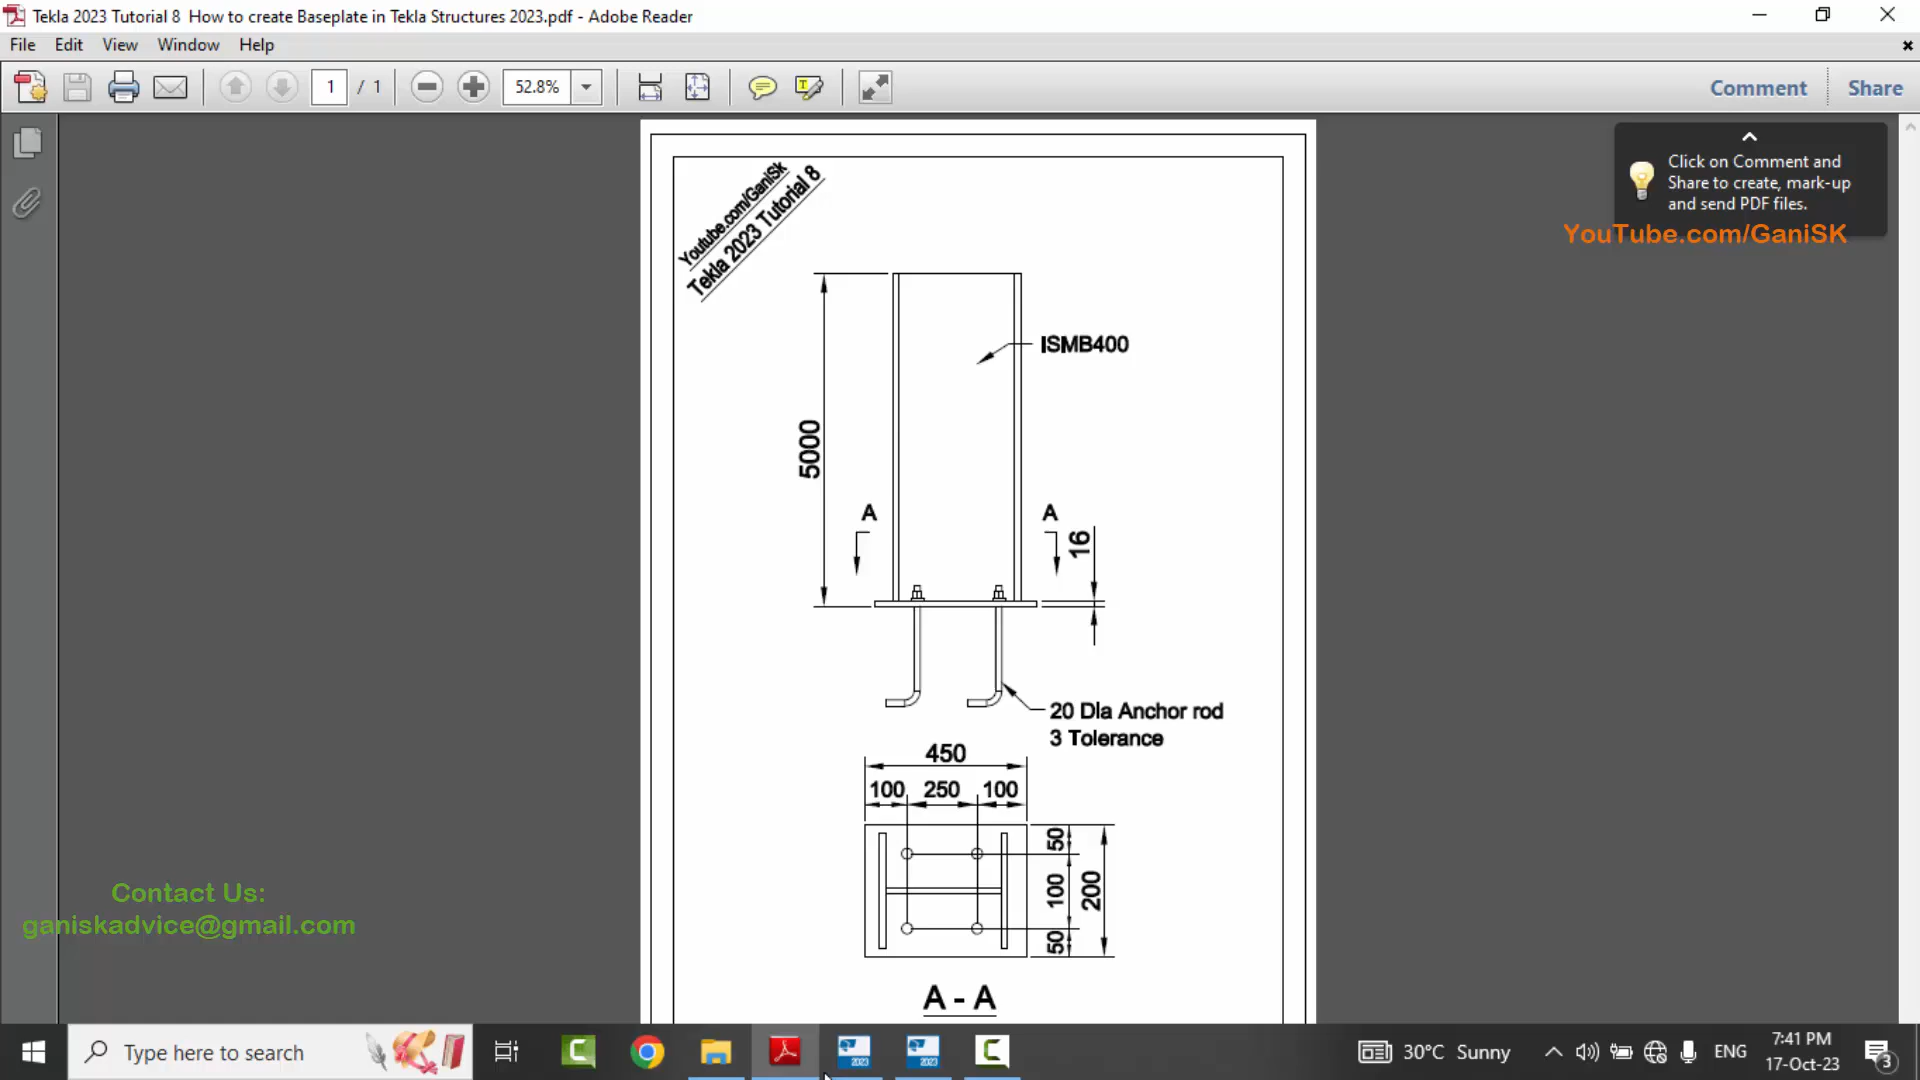 Tekla 2023 Tutorial 8  How to create Baseplate in Tekla Structures 2023.pdf - Adobe Reader
File Edit View Window Help
1 / 1 52.8% Comment Share
Click on Comment and
Share to create, mark-up
and send PDF files.
YouTube.com/GaniSK
Youtube.com/GaniSk
Tekla 2023 Tutorial 8
ISMB400
5000
A A
16
20 Dia Anchor rod
3 Tolerance
450
100 250 100
50
100
200
50
A - A
Contact Us:
ganiskadvice@gmail.com
Type here to search
2023
2023
30°C Sunny
ENG
7:41 PM
17-Oct-23
3